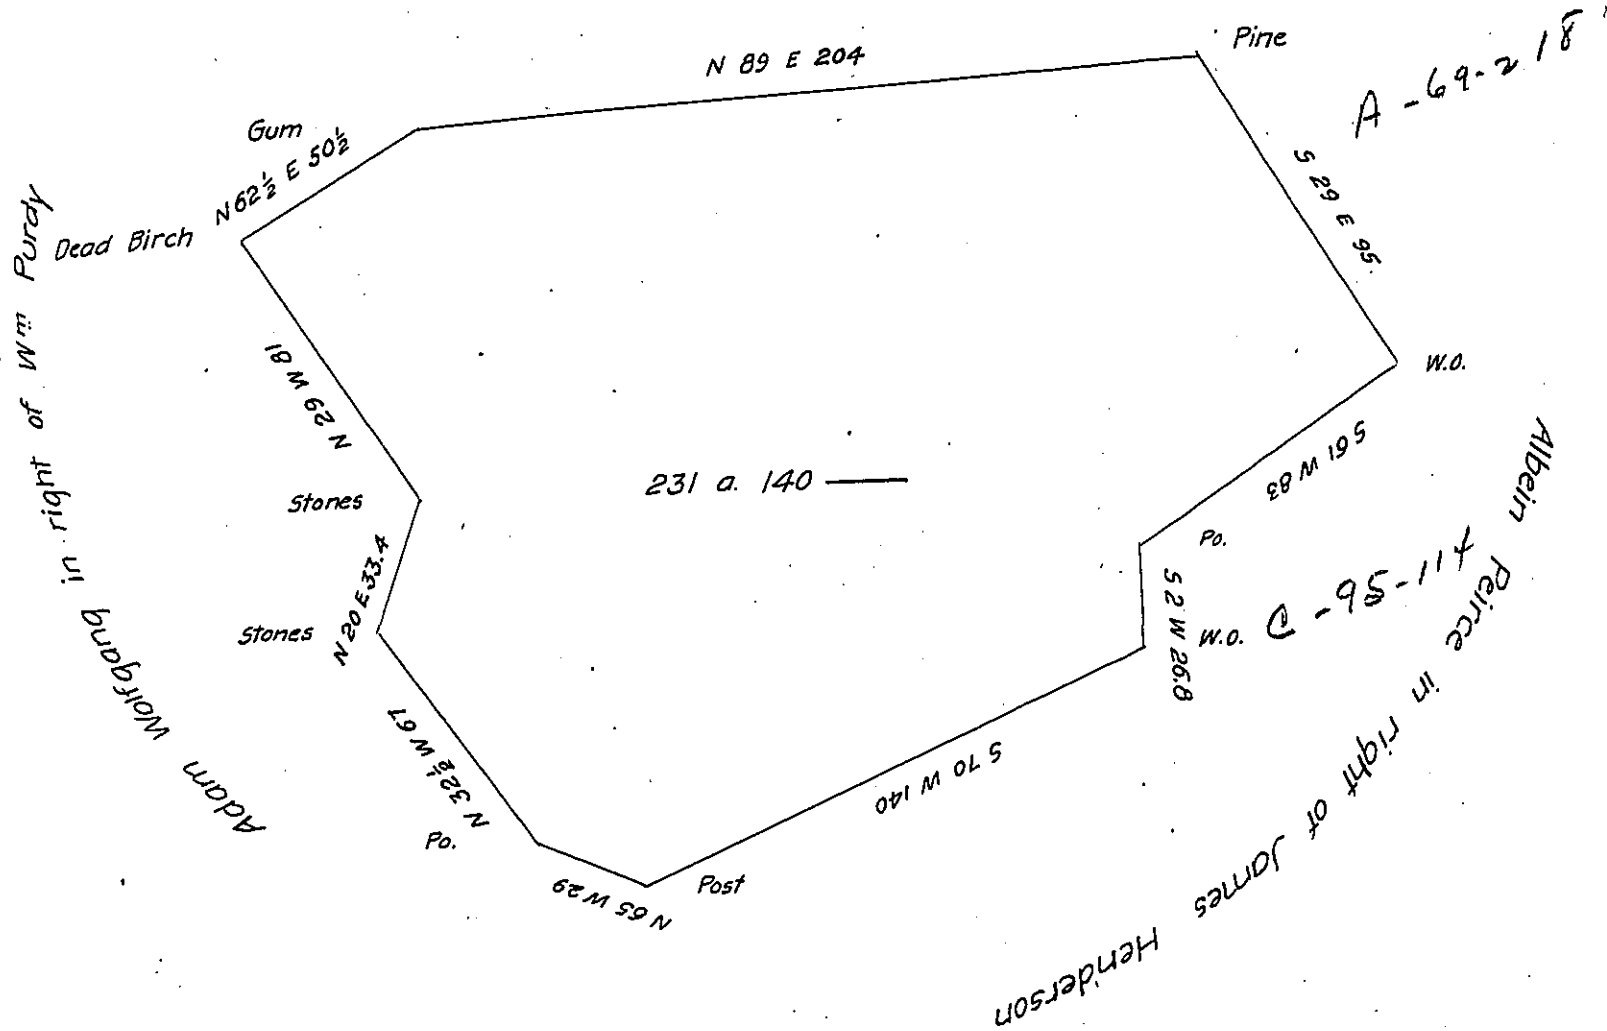 N 89 E 204
Pine
A-69-218
Gum
N 62½ E 50½
S 29 E 95
Dead Birch
Adam Wolfgang in right of Wm Purdy
N 29 W 81
W.O.
S 61 W 83
231 a. 140
Stones
Po.
Albein Peirce in right of James Henderson
S 2 W 26.8
D-95-114
N 20 E 33.4
Stones
W.O.
N 32½ W 67
S 70 W 140
Po.
N 65 W 29
Post